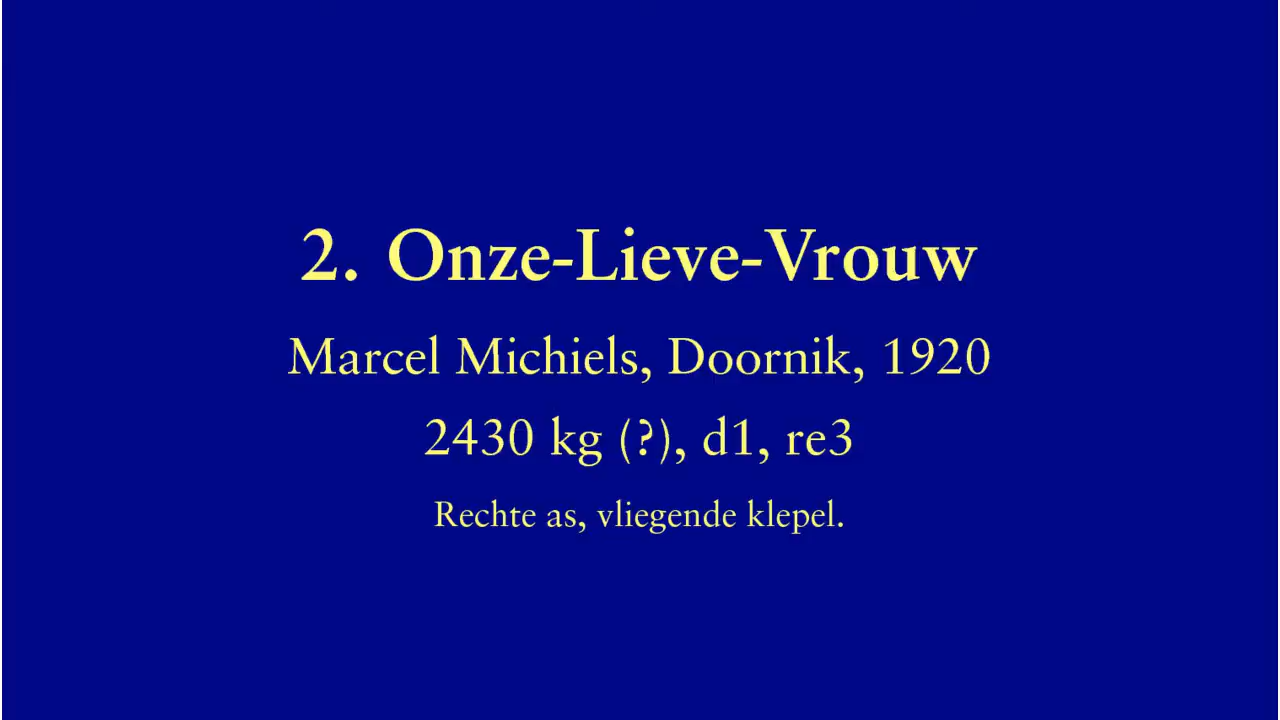 2. Onze-Lieve-Vrouw
Marcel Michiels, Doornik, 1920
2430 kg (?), d1, re3
Rechte as, vliegende klepel.